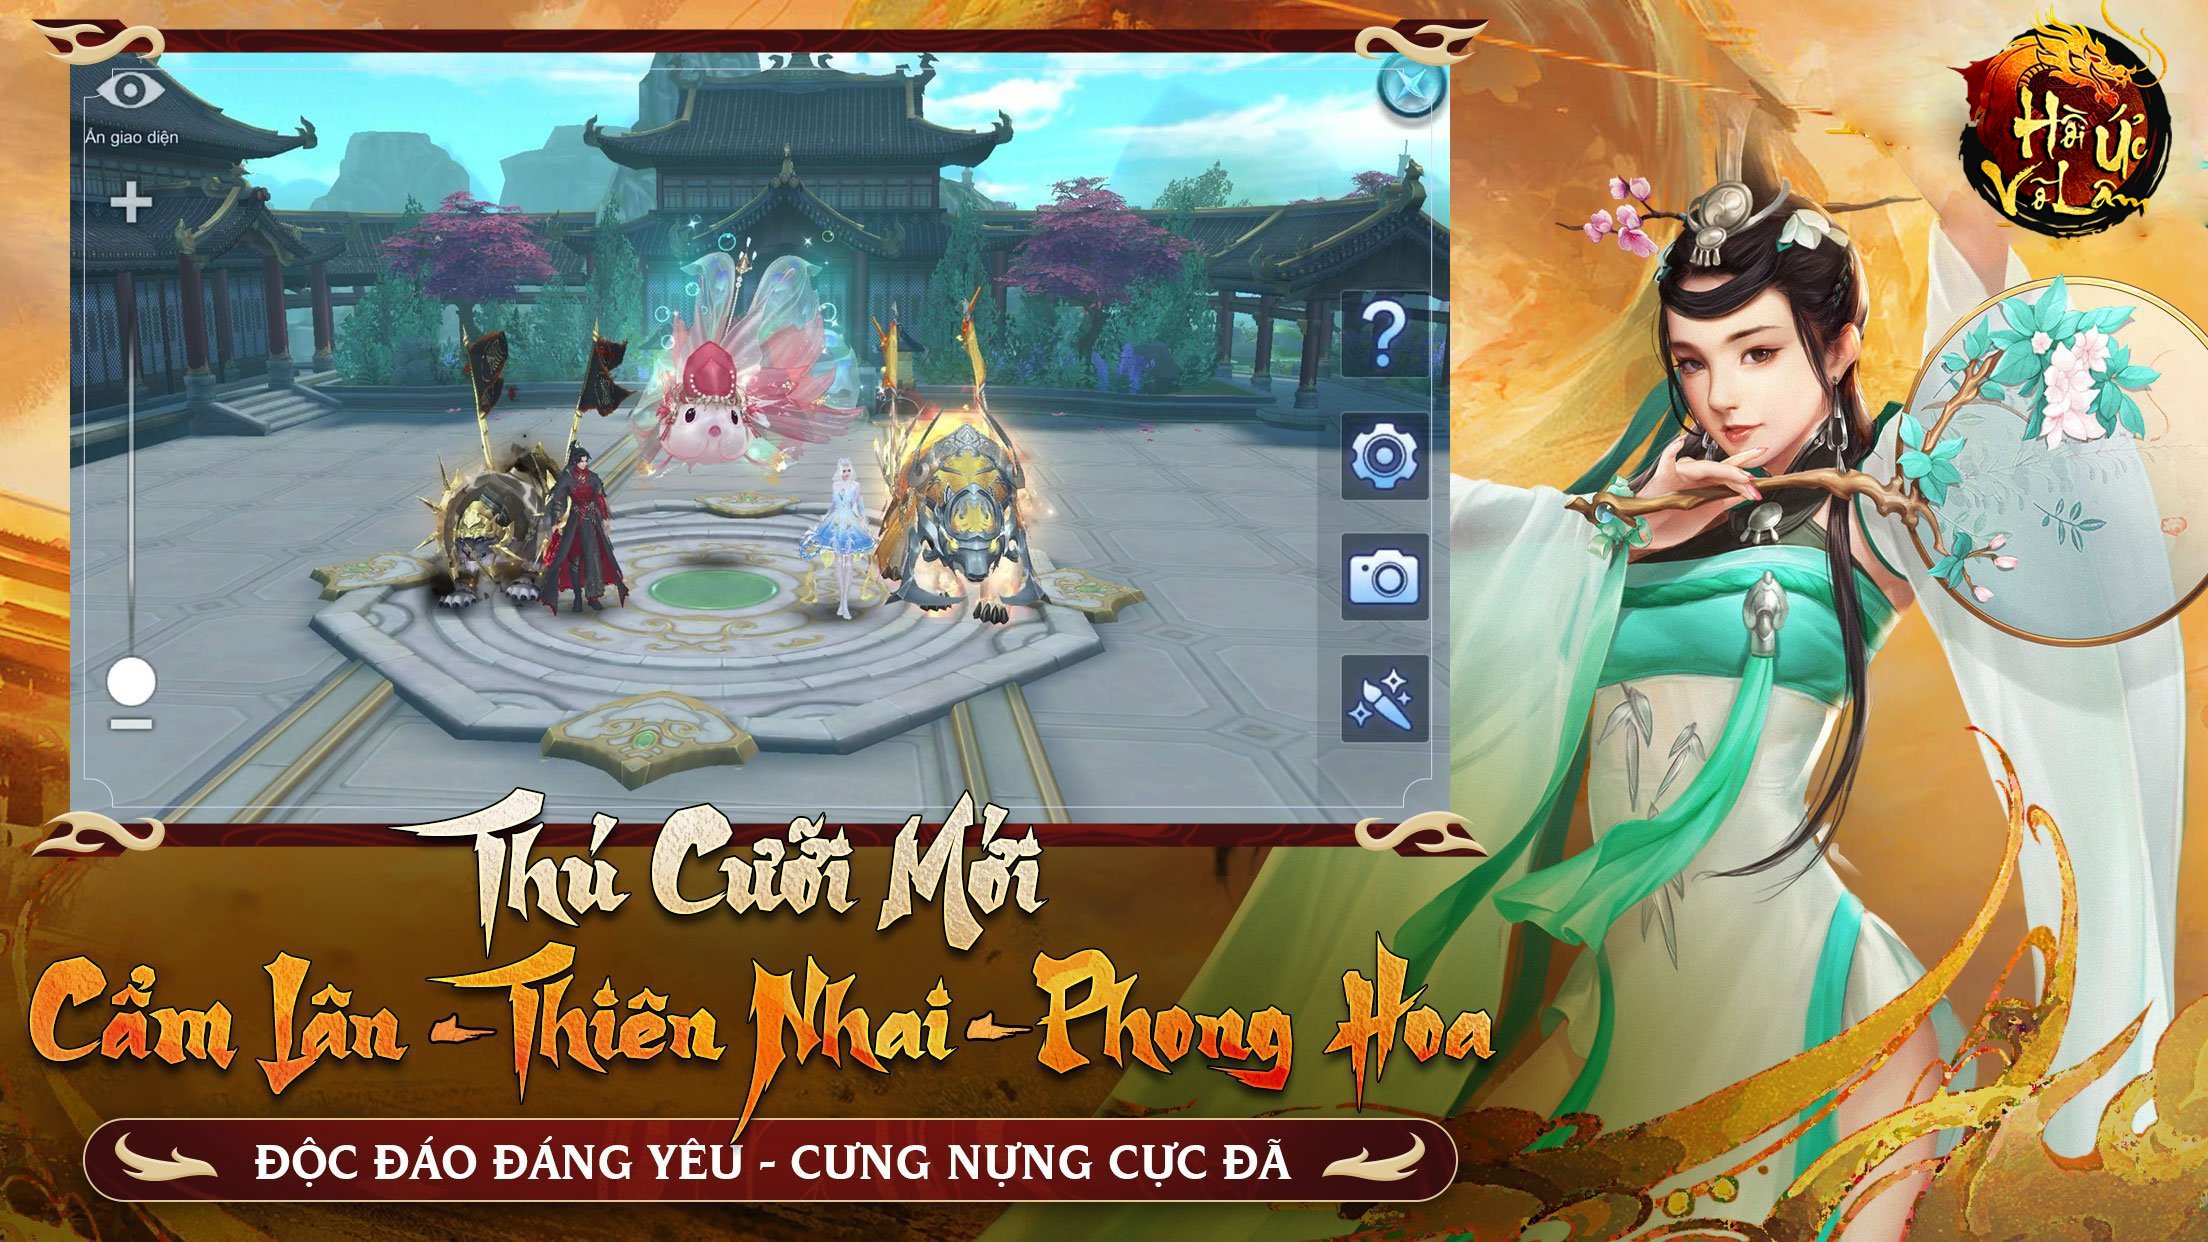 Ẩn giao diện
Hồi Ức
Võ Lâm
Thú Cưỡi Mới
Cẩm Lân - Thiên Nhai - Phong Hoa
ĐỘC ĐÁO ĐÁNG YÊU - CƯNG NỰNG CỰC ĐÃ